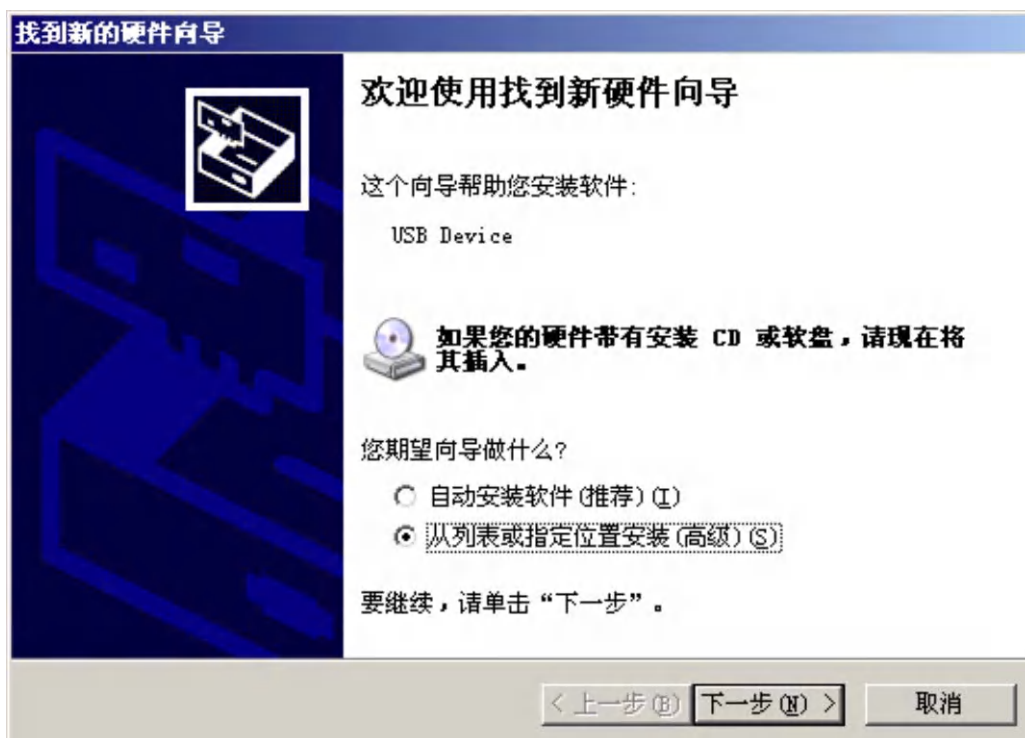 找到新的硬件向导
欢迎使用找到新硬件向导
这个向导帮助您安装软件:
USB Device
如果您的硬件带有安装 CD 或软盘，请现在将
其插入。
您期望向导做什么?
自动安装软件(推荐)(I)
从列表或指定位置安装(高级)(S)
要继续，请单击“下一步”。
< 上一步(B)
下一步(N) >
取消